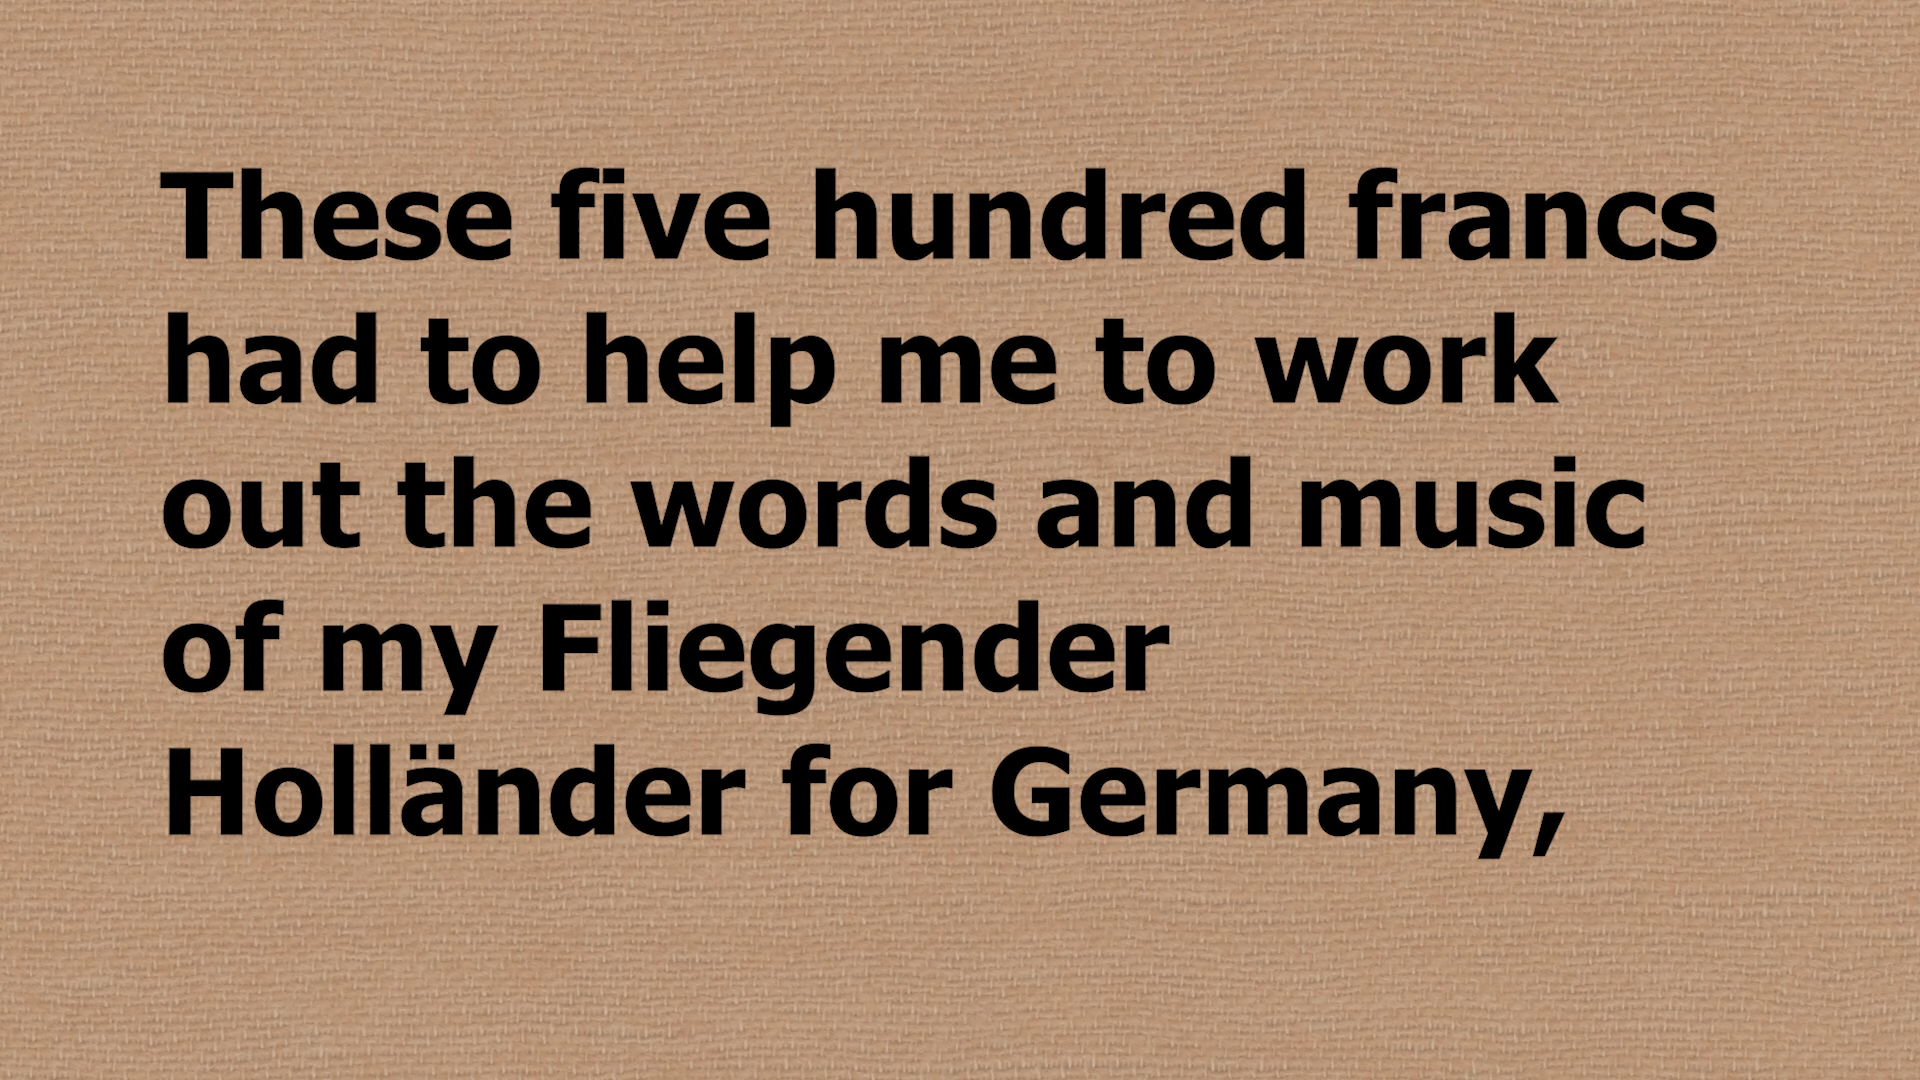 These five hundred francs
had to help me to work
out the words and music
of my Fliegender
Holländer for Germany,